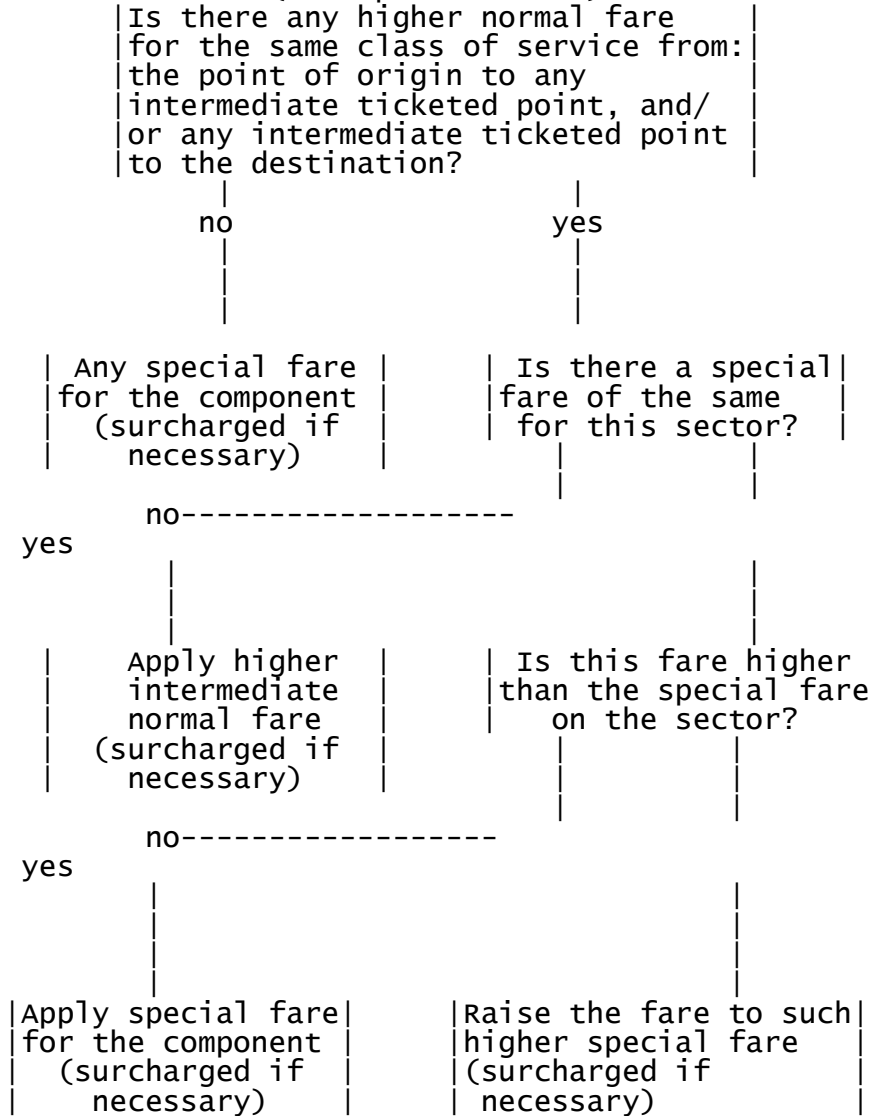 Is there any higher normal fare
for the same class of service from:
the point of origin to any
intermediate ticketed point, and/
or any intermediate ticketed point
to the destination?
no yes
Any special fare Is there a special
for the component fare of the same
(surcharged if for this sector?
necessary)
no-------------------
yes
Apply higher Is this fare higher
intermediate than the special fare
normal fare on the sector?
(surcharged if
necessary)
no------------------
yes
Apply special fare Raise the fare to such
for the component higher special fare
(surcharged if (surcharged if
necessary) necessary)